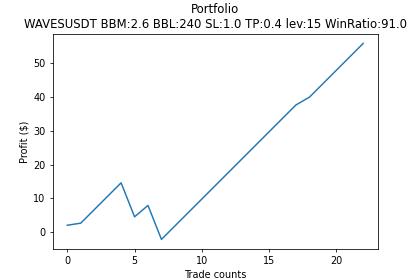 Portfolio
WAVESUSDT BBM:2.6 BBL:240 SL:1.0 TP:0.4 lev:15 WinRatio:91.0
Profit ($)
50
40
30
20
10
0
0 5 10 15 20
Trade counts